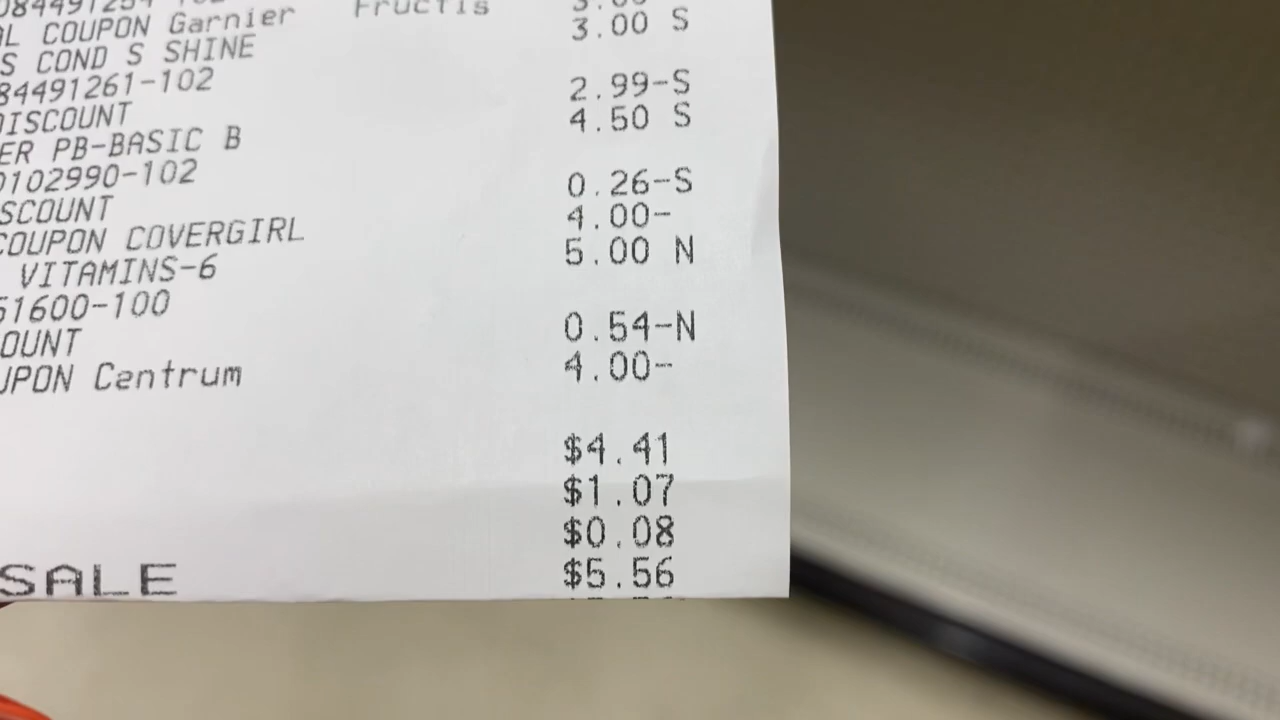 L COUPON Garnier Fructis 3.00 S
S COND S SHINE
84491261-102 2.99-S
DISCOUNT 4.50 S
ER PB-BASIC B
0102990-102 0.26-S
SCOUNT 4.00-
COUPON COVERGIRL 5.00 N
VITAMINS-6
51600-100 0.54-N
OUNT 4.00-
UPON Centrum
$4.41
$1.07
$0.08
SALE $5.56